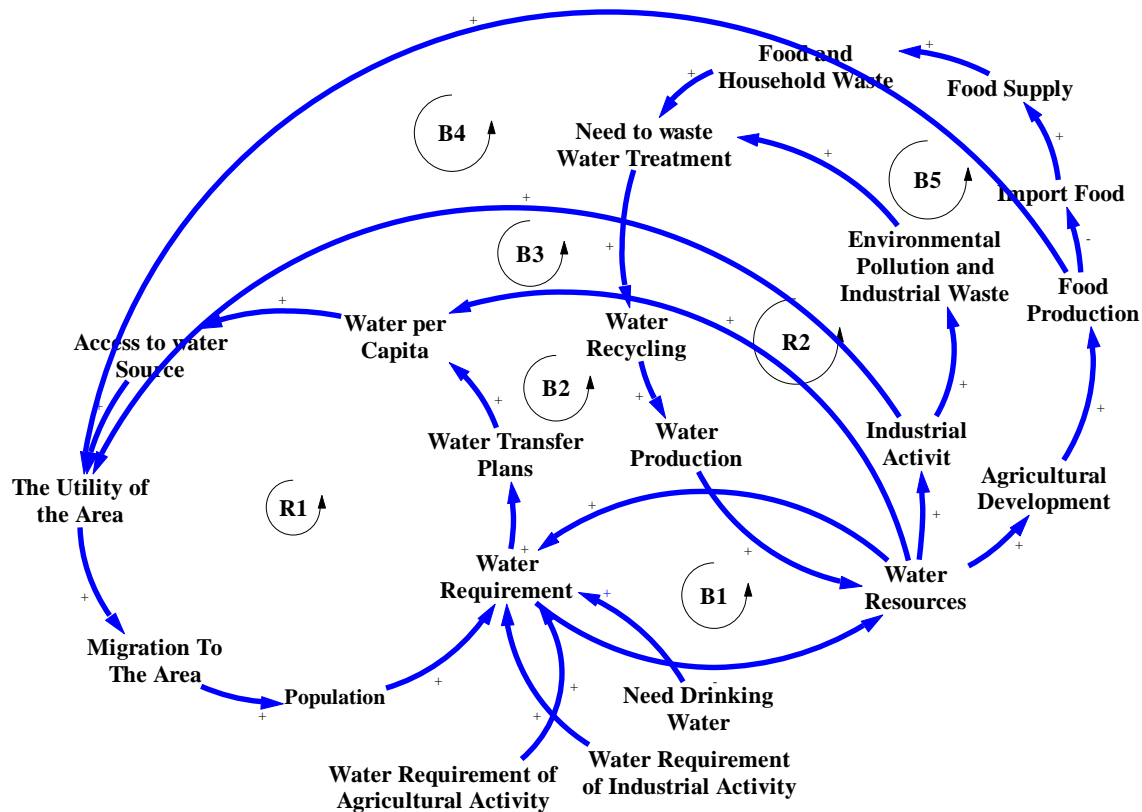 +
Food and
Household Waste
+
+
Food Supply
B4
Need to waste
Water Treatment
+
+
B5
Import Food
+
B3
+
Environmental
Pollution and
Industrial Waste
-
Food
Production
+
Water per
Capita
Water
Recycling
+
R2
Access to water
Source
+
B2
+
+
+
+
Water Transfer
Plans
Water
Production
Industrial
Activit
Agricultural
Development
The Utility of
the Area
R1
+
+
+
+
+
Water
Requirement
B1
Water
Resources
+
+
Migration To
The Area
Population
+
+
+
+
-
Need Drinking
Water
Water Requirement of
Agricultural Activity
Water Requirement
of Industrial Activity